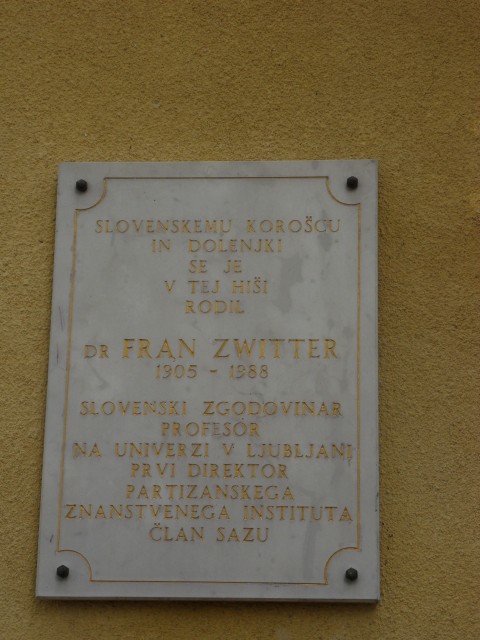 SLOVENSKEMU KOROŠCU
IN DOLENJKI
SE JE
V TEJ HIŠI
RODIL
DR FRAN ZWITTER
1905 - 1988
SLOVENSKI ZGODOVINAR
PROFESOR
NA UNIVERZI V LJUBLJANI
PRVI DIREKTOR
PARTIZANSKEGA
ZNANSTVENEGA INSTITUTA
ČLAN SAZU